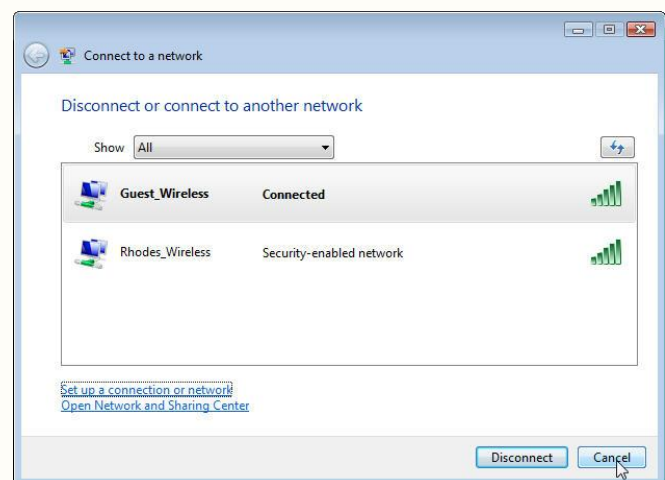 Connect to a network
Disconnect or connect to another network
Show All
Guest_Wireless Connected
Rhodes_Wireless Security-enabled network
Set up a connection or network
Open Network and Sharing Center
Disconnect Cancel